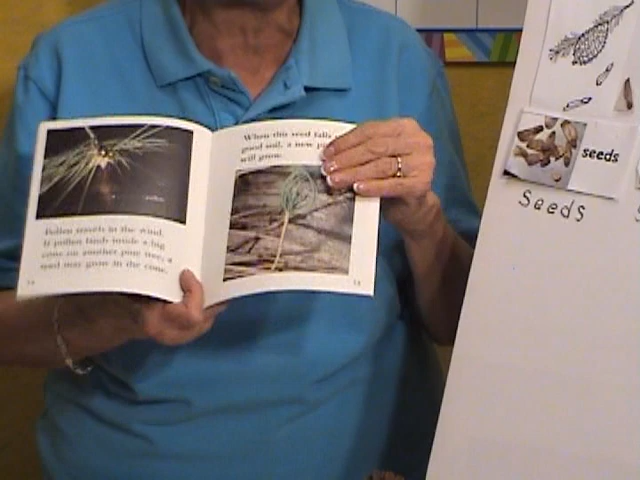 Pollen travels in the wind.
If pollen lands inside a big
cone on another pine tree, a
seed may grow in the cone.
When this seed falls
good soil, a new
will grow.
seeds
Seeds